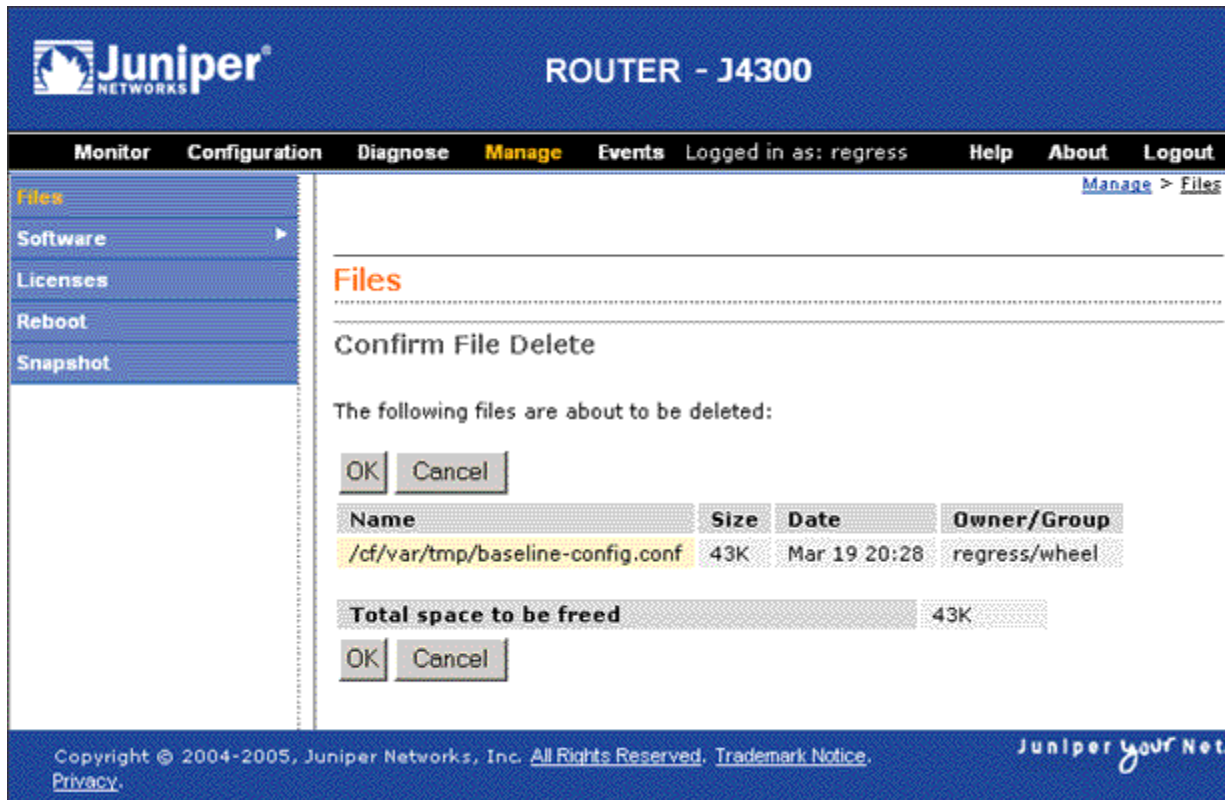 Juniper®
NETWORKS
ROUTER - J4300
Monitor Configuration Diagnose Manage Events Logged in as: regress Help About Logout
Manage > Files
Files
Software
Licenses
Reboot
Snapshot
Files
Confirm File Delete
The following files are about to be deleted:
OK Cancel
Name Size Date Owner/Group
/cf/var/tmp/baseline-config.conf 43K Mar 19 20:28 regress/wheel
Total space to be freed 43K
OK Cancel
Copyright © 2004-2005, Juniper Networks, Inc. All Rights Reserved. Trademark Notice.
Privacy.
Juniper your Net